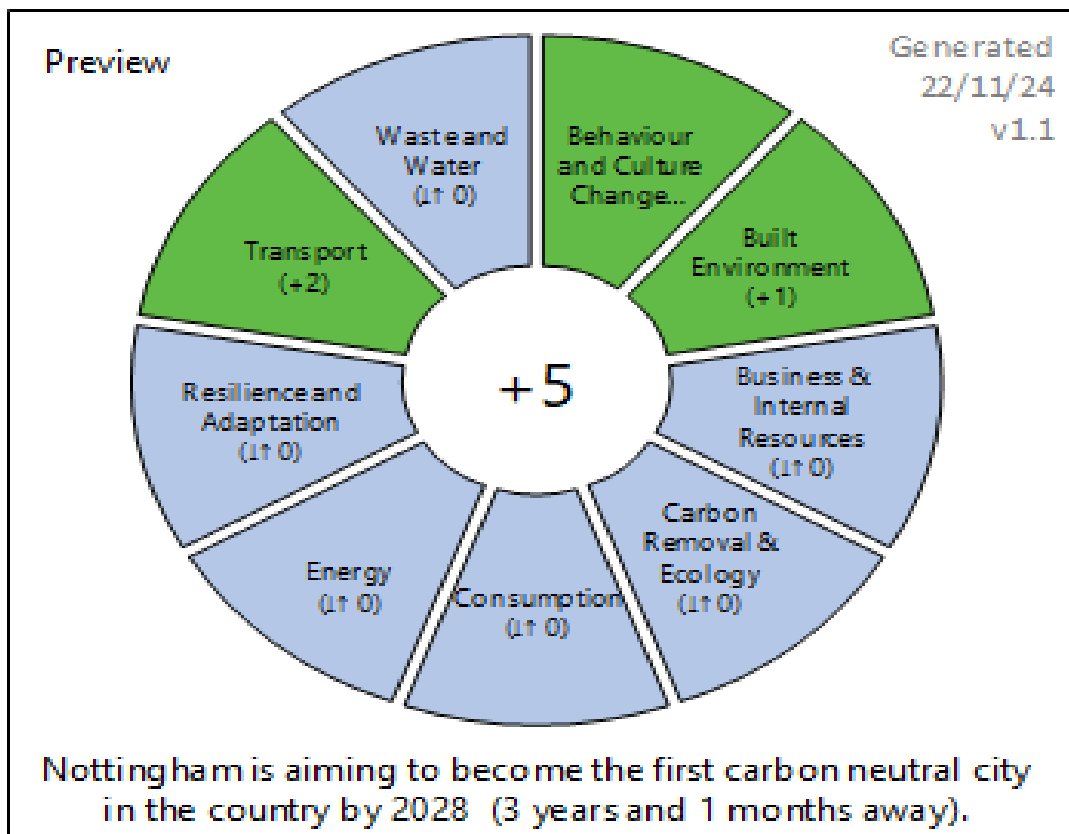 Preview
Generated
22/11/24
v1.1
Waste and
Water
(↓↑ 0)
Behaviour
and Culture
Change...
Built
Environment
(+1)
Business &
Internal
Resources
(↓↑ 0)
Carbon
Removal &
Ecology
(↓↑ 0)
Consumption
(↓↑ 0)
Energy
(↓↑ 0)
Resilience and
Adaptation
(↓↑ 0)
Transport
(+2)
+5
Nottingham is aiming to become the first carbon neutral city
in the country by 2028 (3 years and 1 months away).